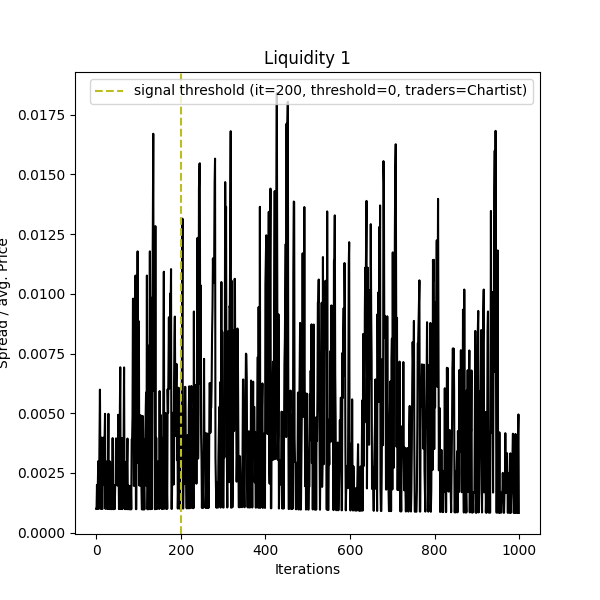 Liquidity 1
signal threshold (it=200, threshold=0, traders=Chartist)
0.0175
0.0150
0.0125
0.0100
0.0075
0.0050
0.0025
0.0000
Spread / avg. Price
0 200 400 600 800 1000
Iterations